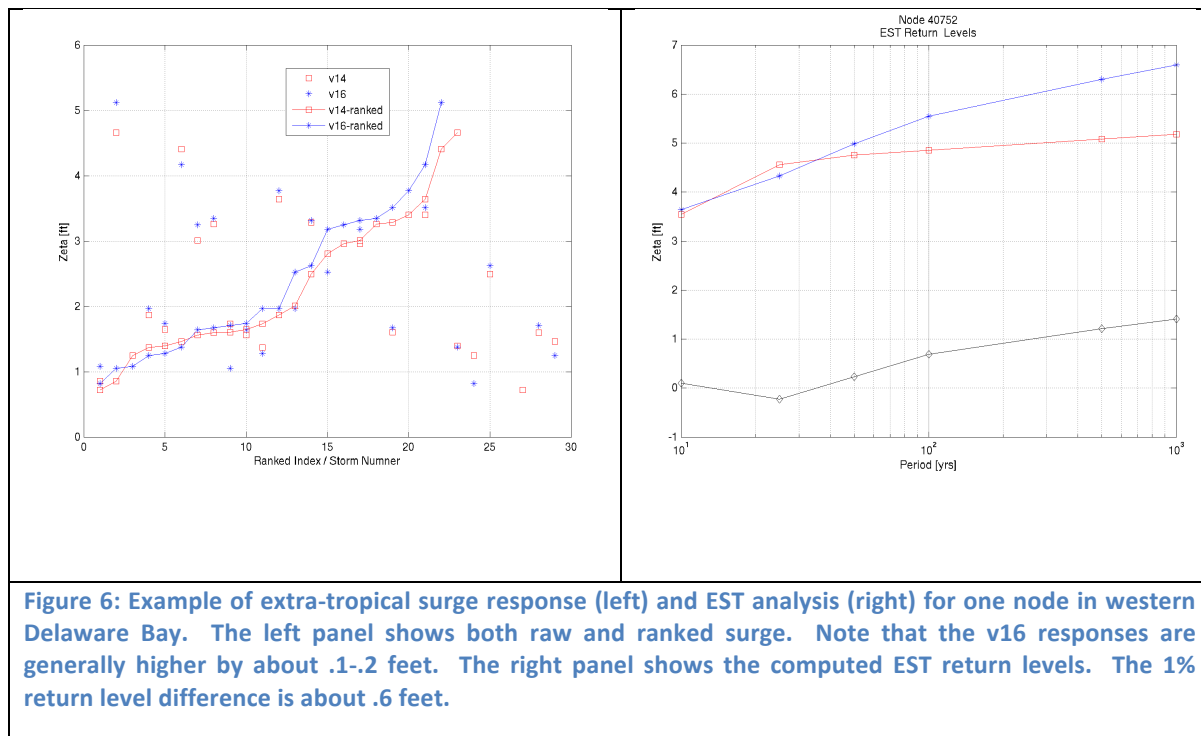 6
5
4
3
2
1
0
0 5 10 15 20 25 30
Zeta [ft]
Ranked Index / Storm Numner
v14
v16
v14-ranked
v16-ranked
Node 40752
EST Return Levels
7
6
5
4
3
2
1
0
-1
10¹ 10² 10³
Zeta [ft]
Period [yrs]
Figure 6: Example of extra-tropical surge response (left) and EST analysis (right) for one node in western
Delaware Bay. The left panel shows both raw and ranked surge. Note that the v16 responses are
generally higher by about .1-.2 feet. The right panel shows the computed EST return levels. The 1%
return level difference is about .6 feet.